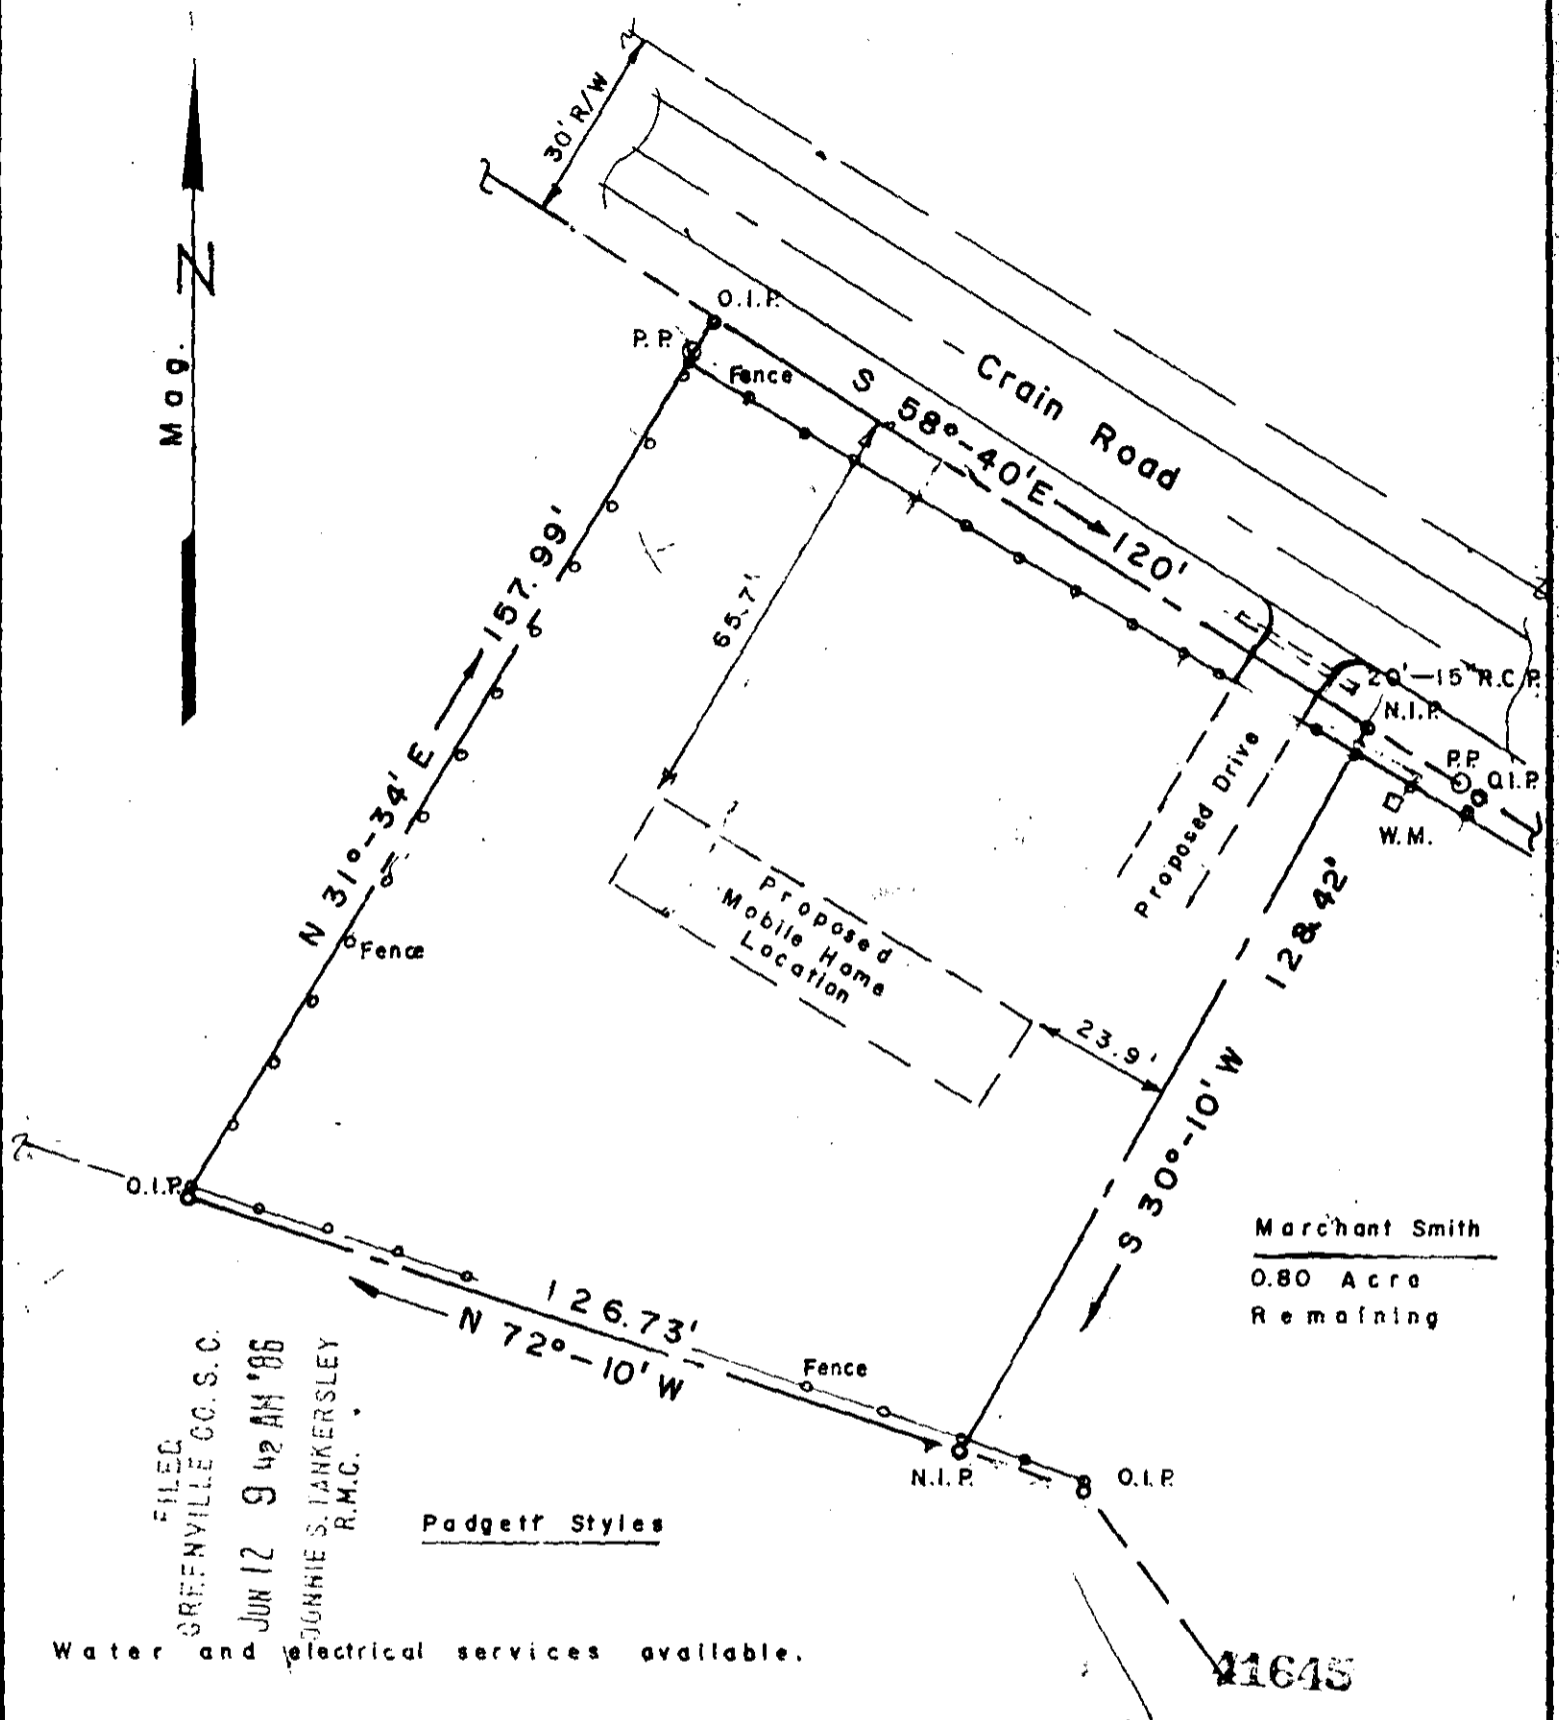 30' R/W
Mag. N
O.I.P.
P.P.
Fence
Crain Road
S 58°-40'E 120'
N 31°-34' E 157.99'
65.7'
20'-15" R.C.P.
N.I.P.
P.P.
O.I.P.
W.M.
Proposed Drive
Proposed
Mobile Home
Location
23.9'
S 30°-10' W 128.42'
Fence
O.I.P.
126.73'
N 72°-10' W
Fence
N.I.P.
O.I.P.
Marchant Smith
0.80 Acre
Remaining
FILED
GREENVILLE CO. S. C.
JUN 12 9 42 AM '86
DONNIE S. TANKERSLEY
R.M.C.
Padgett Styles
Water and electrical services available.